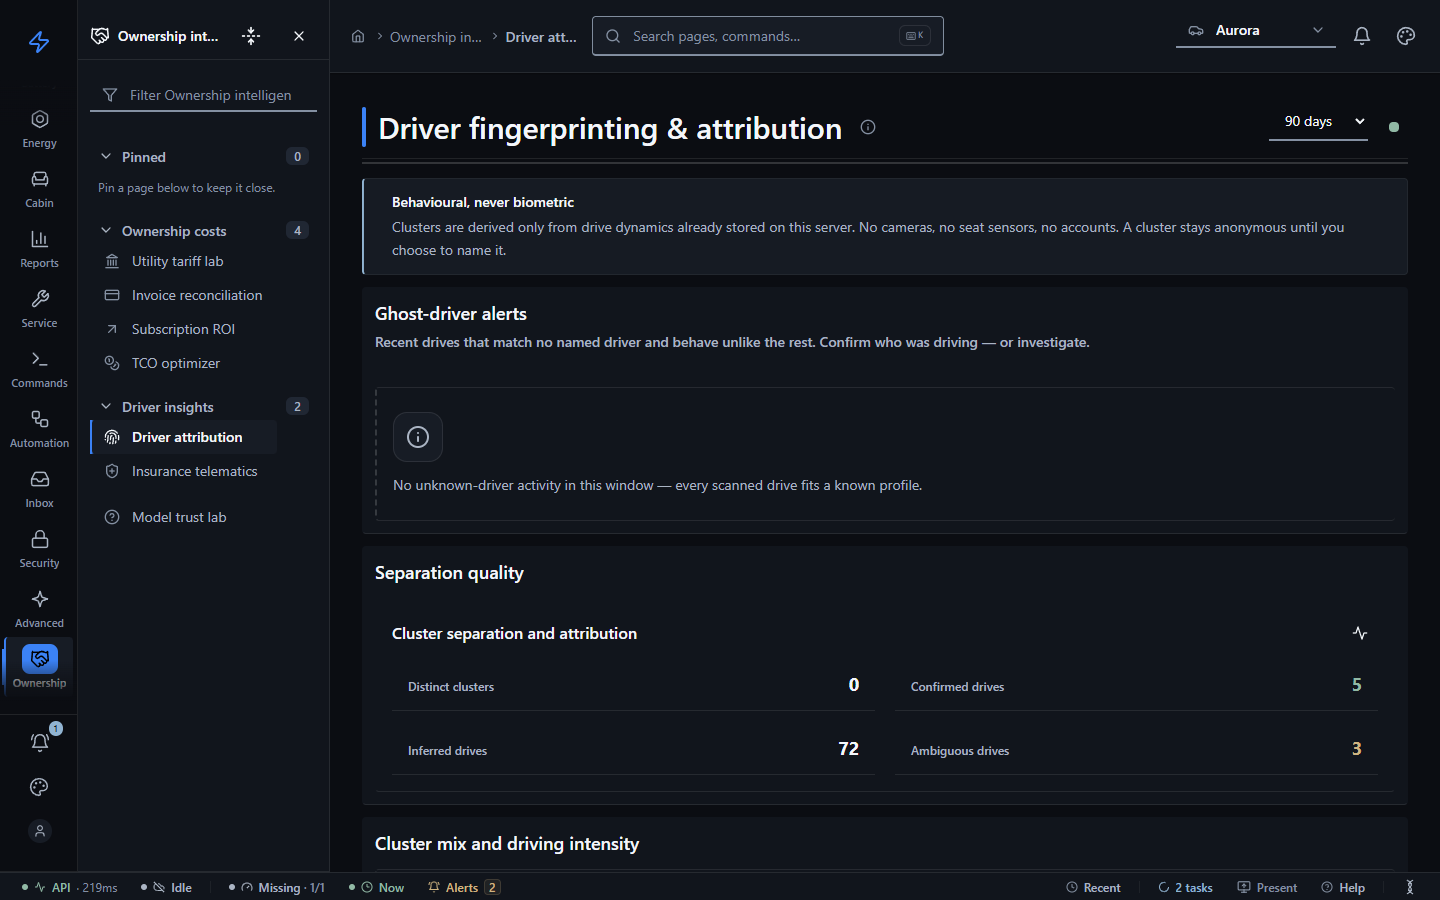 Ownership int...
Ownership in...
Driver att...
Search pages, commands...
K
Aurora
Filter Ownership intelligen
Energy
Cabin
Reports
Service
Commands
Automation
Inbox
Security
Advanced
Ownership
1
Pinned
0
Pin a page below to keep it close.
Ownership costs
4
Utility tariff lab
Invoice reconciliation
Subscription ROI
TCO optimizer
Driver insights
2
Driver attribution
Insurance telematics
Model trust lab
Driver fingerprinting & attribution
90 days
Behavioural, never biometric
Clusters are derived only from drive dynamics already stored on this server. No cameras, no seat sensors, no accounts. A cluster stays anonymous until you
choose to name it.
Ghost-driver alerts
Recent drives that match no named driver and behave unlike the rest. Confirm who was driving — or investigate.
No unknown-driver activity in this window — every scanned drive fits a known profile.
Separation quality
Cluster separation and attribution
Distinct clusters
0
Confirmed drives
5
Inferred drives
72
Ambiguous drives
3
Cluster mix and driving intensity
API · 219ms
Idle
Missing · 1/1
Now
Alerts
2
Recent
2 tasks
Present
Help